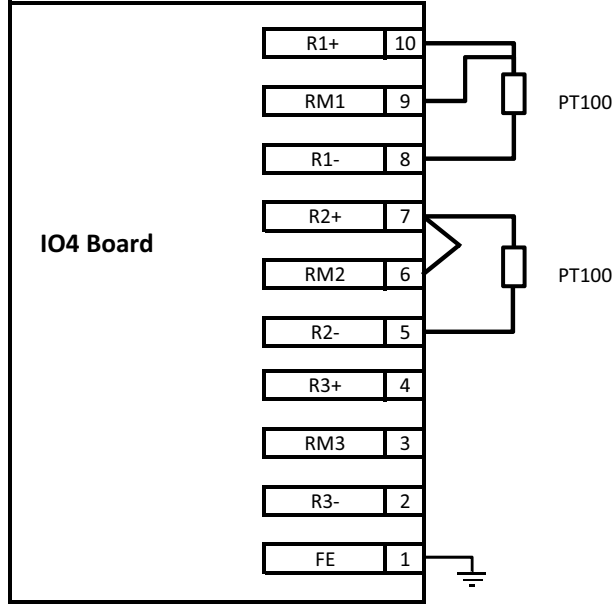 R1+ 10
RM1 9
PT100
R1- 8
R2+ 7
IO4 Board
RM2 6
PT100
R2- 5
R3+ 4
RM3 3
R3- 2
FE 1